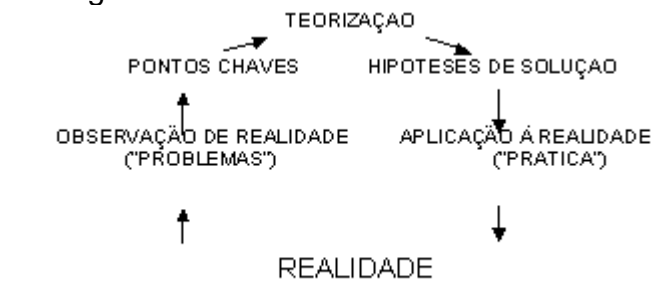 TEORIZAÇAO
PONTOS CHAVES HIPOTESES DE SOLUÇAO
OBSERVAÇÃO DE REALIDADE APLICAÇÃO Á REALIDADE
("PROBLEMAS") ("PRATICA")
REALIDADE